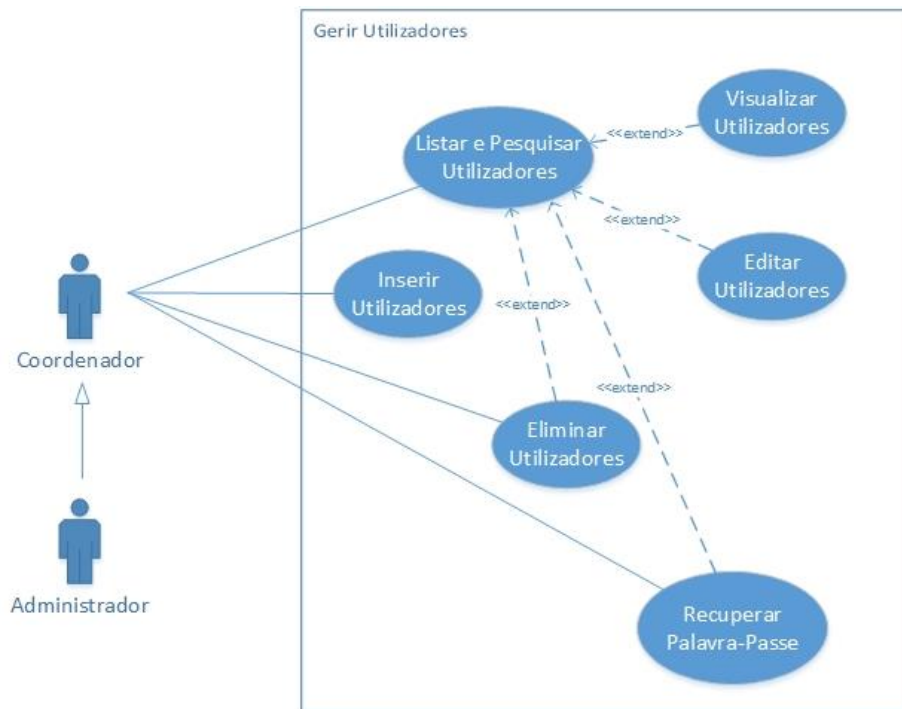 Gerir Utilizadores
Visualizar
Utilizadores
<<extend>>
Listar e Pesquisar
Utilizadores
<<extend>>
Editar
Utilizadores
Inserir
Utilizadores
<<extend>>
Coordenador
<<extend>>
Eliminar
Utilizadores
Administrador
Recuperar
Palavra-Passe